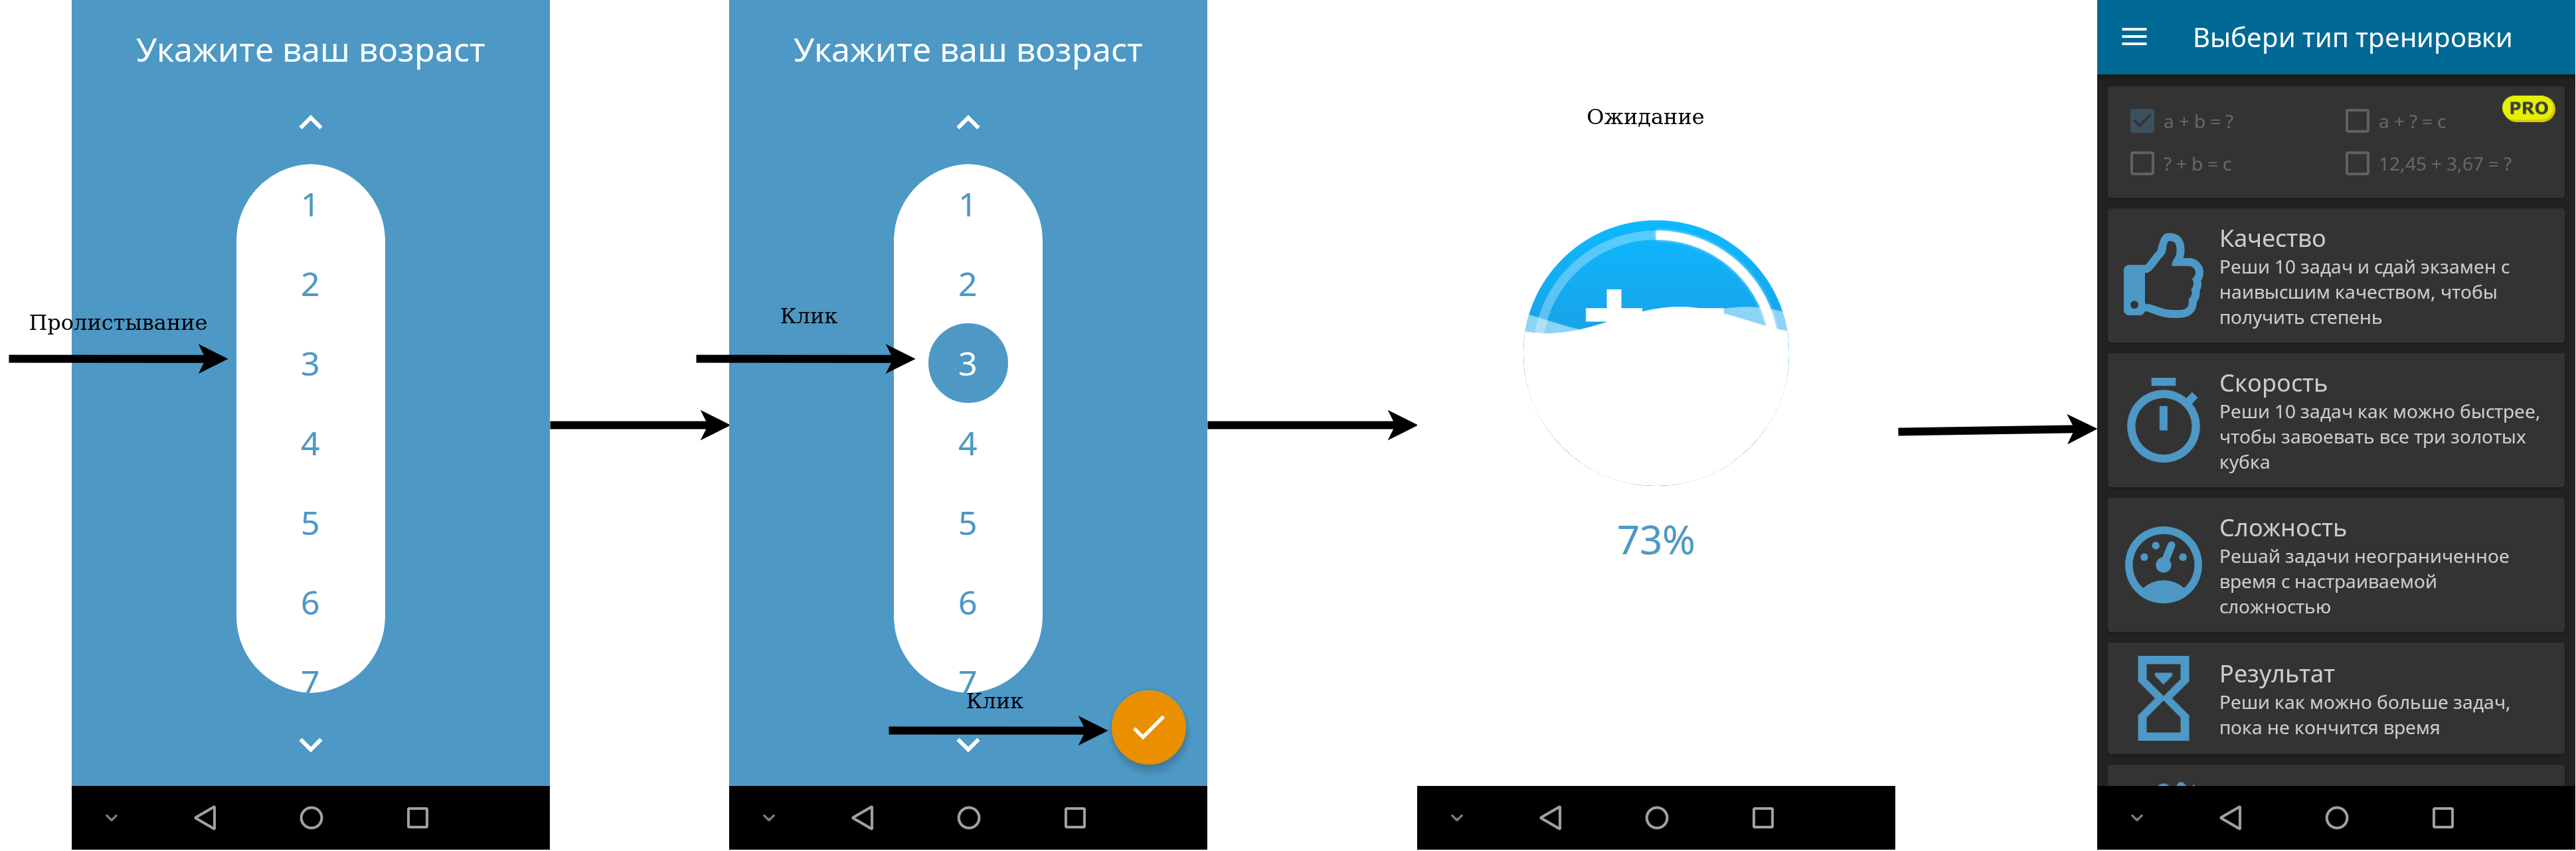 Укажите ваш возраст
Пролистывание
1
2
3
4
5
6
7
Укажите ваш возраст
Клик
1
2
3
4
5
6
7
Клик
Ожидание
73%
Выбери тип тренировки
PRO
a + b = ?
a + ? = c
? + b = c
12,45 + 3,67 = ?
Качество
Реши 10 задач и сдай экзамен с
наивысшим качеством, чтобы
получить степень
Скорость
Реши 10 задач как можно быстрее,
чтобы завоевать все три золотых
кубка
Сложность
Решай задачи неограниченное
время с настраиваемой
сложностью
Результат
Реши как можно больше задач,
пока не кончится время